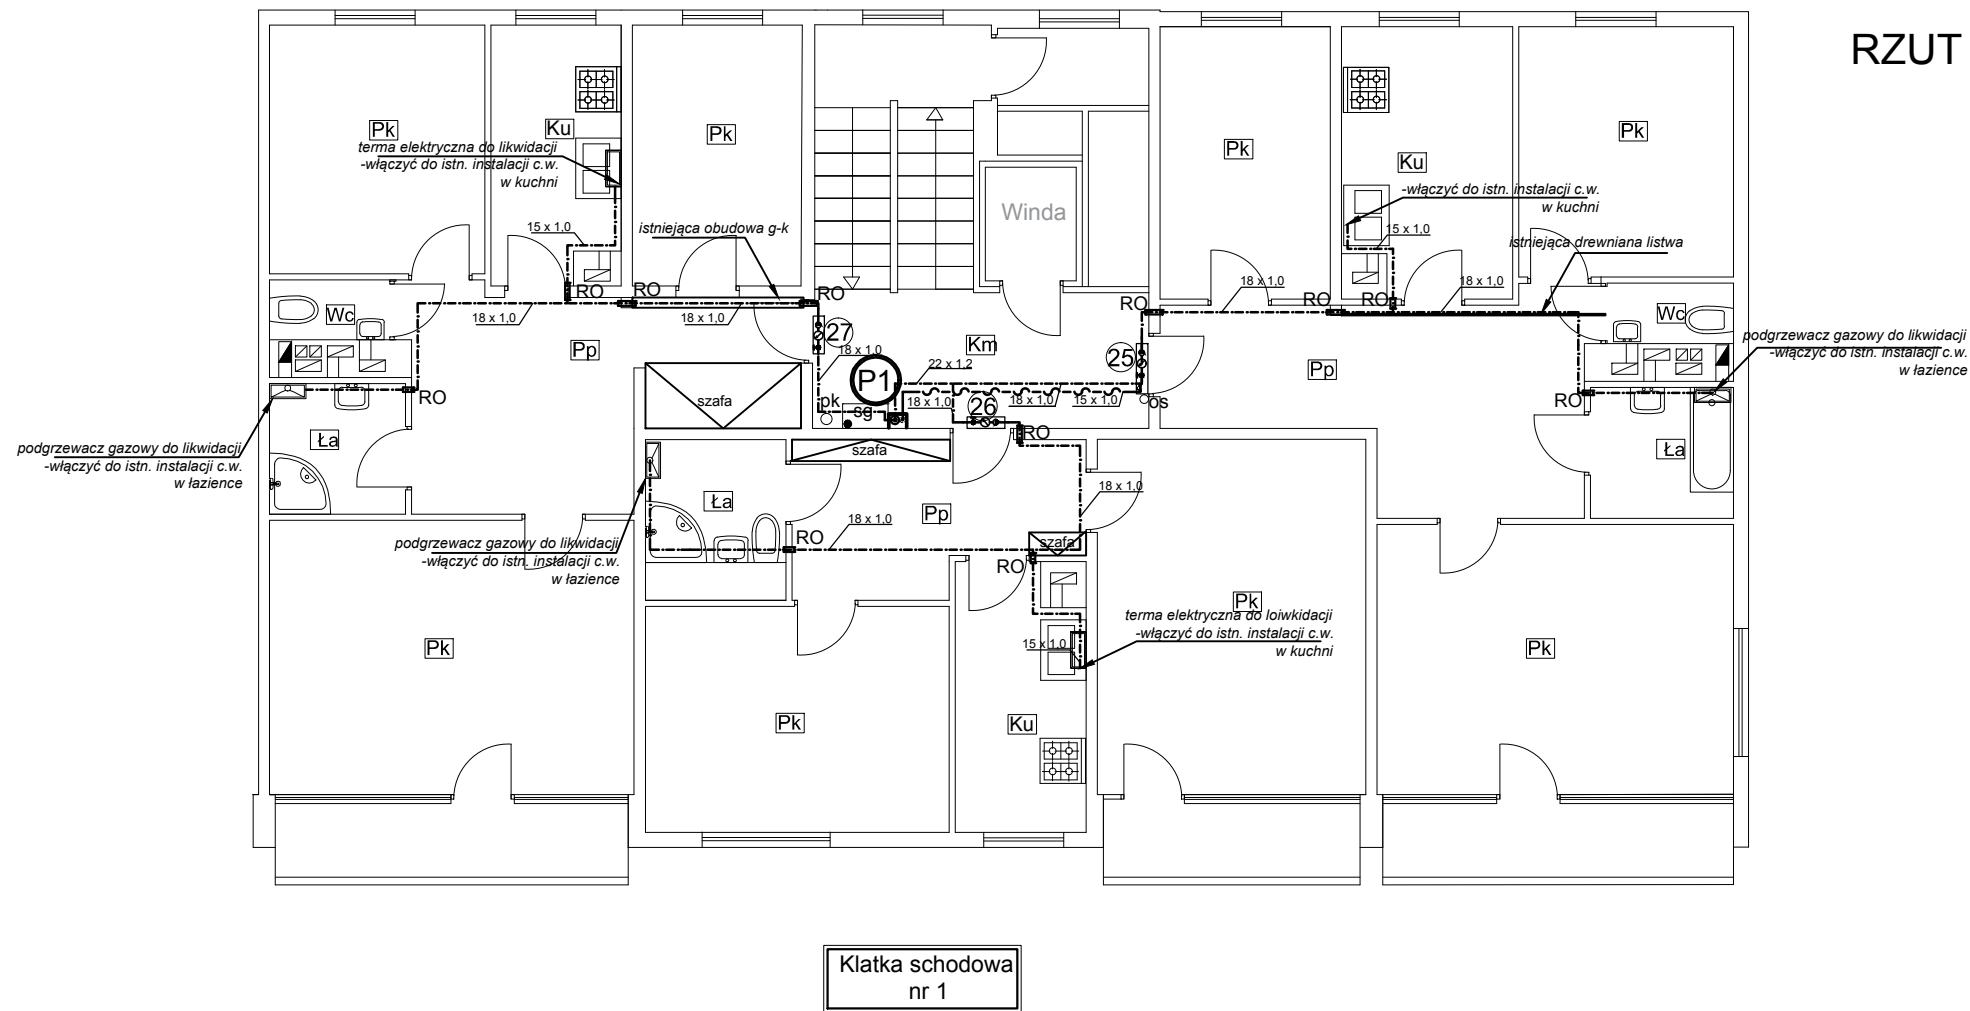 RZUT
Pk
terma elektryczna do likwidacji
-włączyć do istn. instalacji c.w.
w kuchni
Ku
Pk
Winda
Pk
Ku
-włączyć do istn. instalacji c.w.
w kuchni
Pk
15 x 1,0
istniejąca obudowa g-k
15 x 1,0
istniejąca drewniana listwa
RO
RO
RO
18 x 1,0
18 x 1,0
RO
18 x 1,0
RO
RO
18 x 1,0
Wc
Pp
27
18 x 1,0
Km
22 x 1,2
25
Pp
Wc
podgrzewacz gazowy do likwidacji
-włączyć do istn. instalacji c.w.
w łazience
P1
RO
szafa
pk
sg
18 x 1,0
26
18 x 1,0
15 x 1,0
os
RO
podgrzewacz gazowy do likwidacji
-włączyć do istn. instalacji c.w.
w łazience
Ła
szafa
RO
Ła
Ła
18 x 1,0
Pp
18 x 1,0
podgrzewacz gazowy do likwidacji
-włączyć do istn. instalacji c.w.
w łazience
RO
szafa
RO
Pk
Pk
terma elektryczna do loiwkidacji
-włączyć do istn. instalacji c.w.
w kuchni
15 x 1,0
Pk
Pk
Ku
Klatka schodowa
nr 1